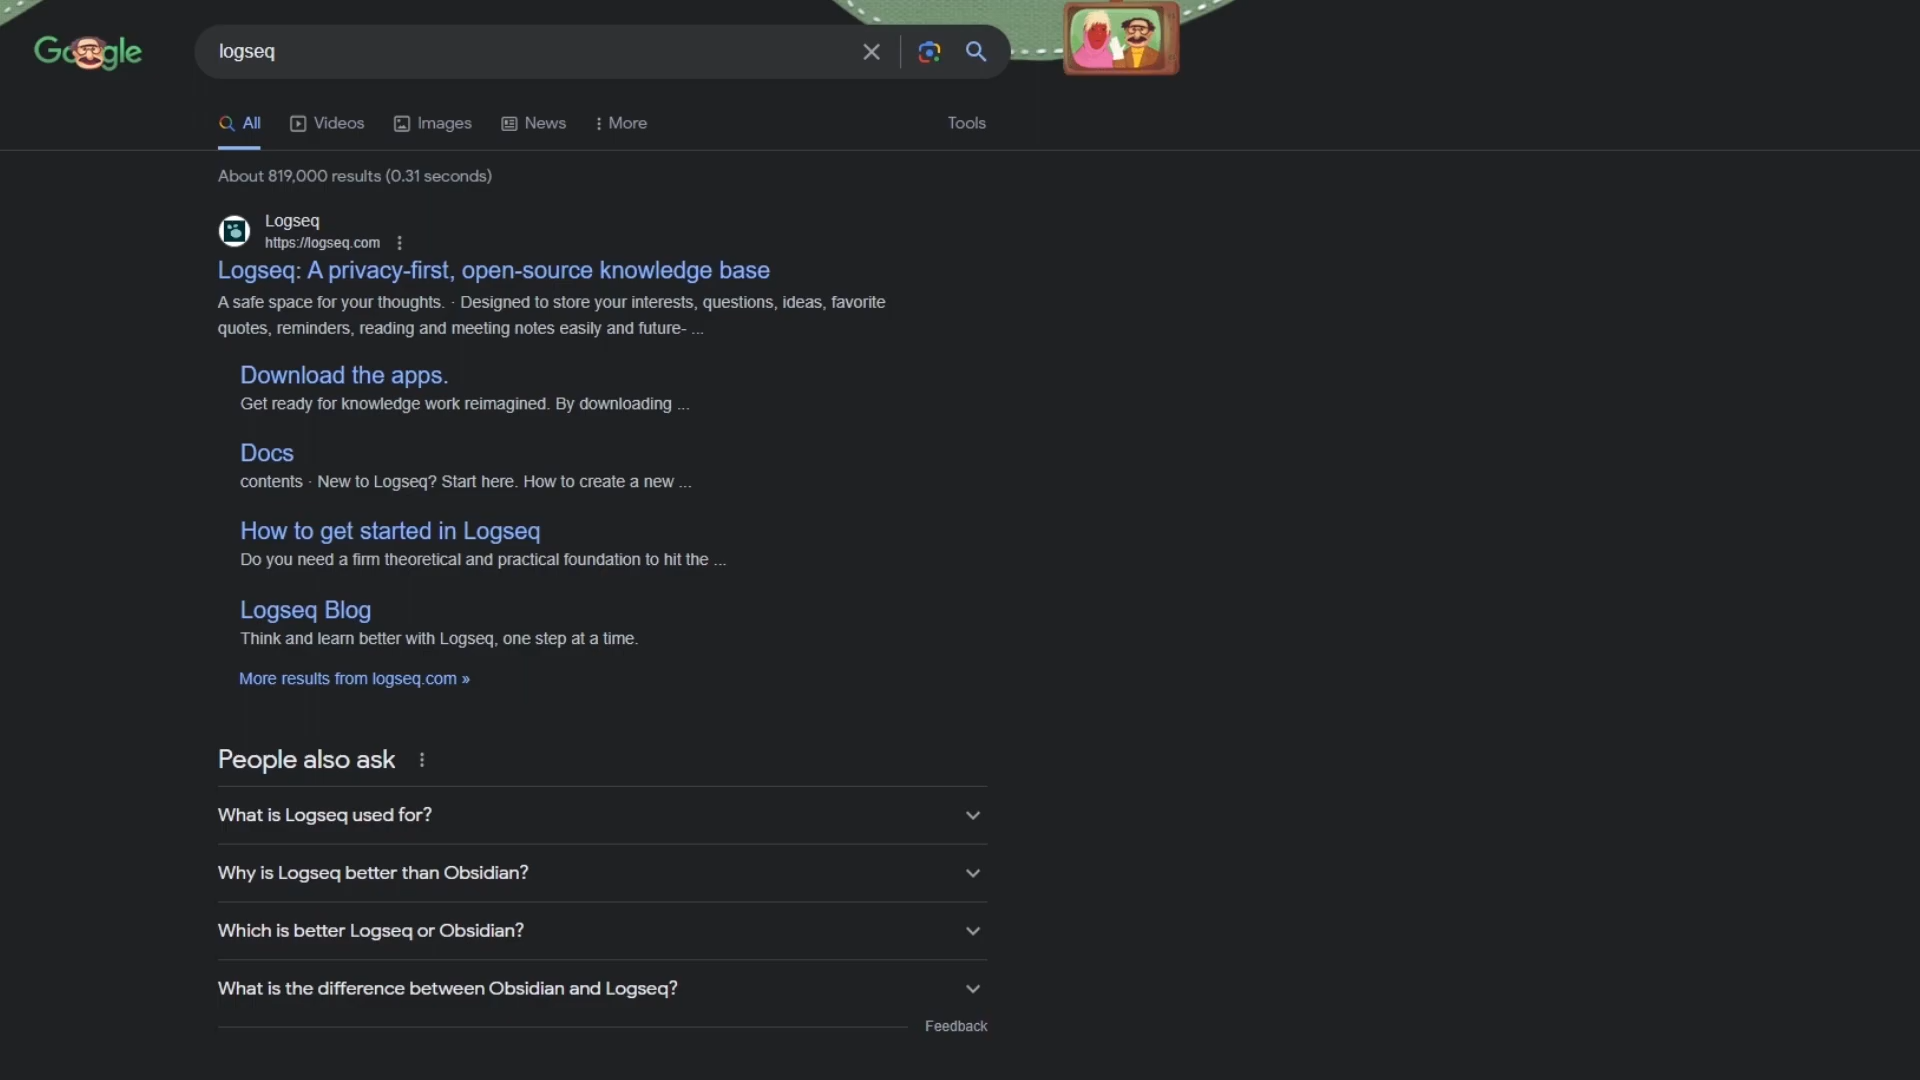 Google
logseq
All
Videos
Images
News
More
Tools
About 819,000 results (0.31 seconds)
Logseq
https://logseq.com
Logseq: A privacy-first, open-source knowledge base
A safe space for your thoughts. · Designed to store your interests, questions, ideas, favorite
quotes, reminders, reading and meeting notes easily and future- ...
Download the apps.
Get ready for knowledge work reimagined. By downloading ...
Docs
contents · New to Logseq? Start here. How to create a new ...
How to get started in Logseq
Do you need a firm theoretical and practical foundation to hit the ...
Logseq Blog
Think and learn better with Logseq, one step at a time.
More results from logseq.com »
People also ask
What is Logseq used for?
Why is Logseq better than Obsidian?
Which is better Logseq or Obsidian?
What is the difference between Obsidian and Logseq?
Feedback